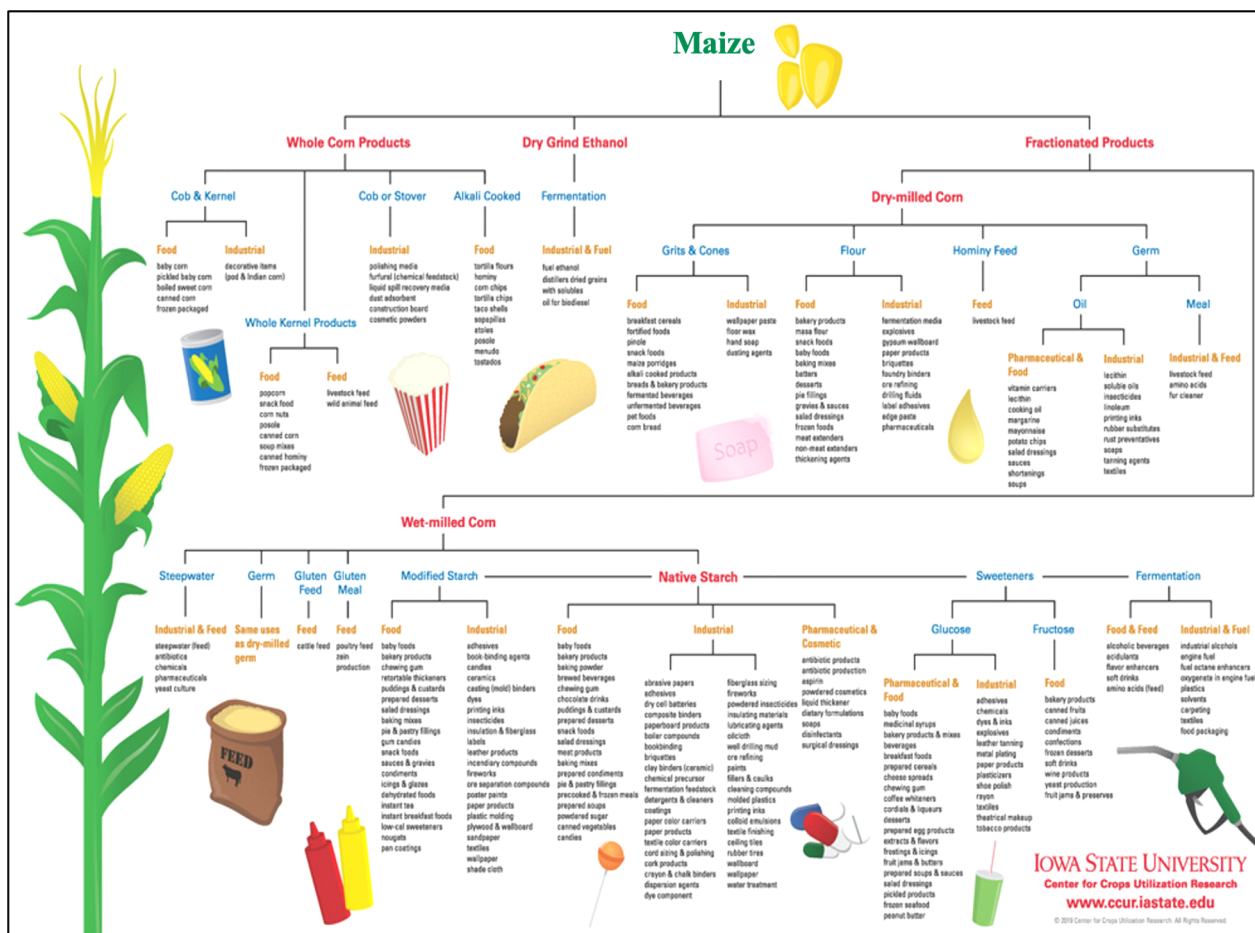 Maize
Whole Corn Products
Dry Grind Ethanol
Fractionated Products
Cob & Kernel
Cob or Stover
Alkali Cooked
Fermentation
Dry-milled Corn
Food
baby corn
pickled baby corn
boiled sweet corn
canned corn
frozen packaged
Industrial
decorative items
(pod & Indian corn)
Whole Kernel Products
Food
popcorn
snack food
corn nuts
posole
canned corn
soup mixes
canned hominy
frozen packaged
Feed
livestock feed
wild animal feed
Industrial
polishing media
furfural (chemical feedstock)
liquid spill recovery media
dust adsorbent
construction board
cosmetic powders
Food
tortilla flours
hominy
corn chips
tortilla chips
taco shells
sopapillas
atoles
posole
menudo
tostados
Industrial & Fuel
fuel ethanol
distillers dried grains
with solubles
oil for biodiesel
Grits & Cones
Flour
Hominy Feed
Germ
Food
breakfast cereals
fortified foods
pinole
snack foods
maize porridges
alkali cooked products
breads & bakery products
fermented beverages
unfermented beverages
pet foods
corn bread
Industrial
wallpaper paste
floor wax
hand soap
dusting agents
Soap
Food
bakery products
masa flour
snack foods
baby foods
baking mixes
batters
desserts
pie fillings
gravies & sauces
salad dressings
frozen foods
meat extenders
non-meat extenders
thickening agents
Industrial
fermentation media
explosives
gypsum wallboard
paper products
briquettes
foundry binders
ore refining
drilling fluids
label adhesives
edge paste
pharmaceuticals
Feed
livestock feed
Oil
Meal
Pharmaceutical &
Food
vitamin carriers
lecithin
cooking oil
margarine
mayonnaise
potato chips
salad dressings
sauces
shortenings
soups
Industrial
lecithin
soluble oils
insecticides
linoleum
printing inks
rubber substitutes
rust preventatives
soaps
tanning agents
textiles
Industrial & Feed
livestock feed
amino acids
fur cleaner
Wet-milled Corn
Steepwater
Germ
Gluten
Feed
Gluten
Meal
Modified Starch
Native Starch
Sweeteners
Fermentation
Industrial & Feed
steepwater (feed)
antibiotics
chemicals
pharmaceuticals
yeast culture
Same uses
as dry-milled
germ
Feed
cattle feed
Feed
poultry feed
zein
production
FEED
Food
baby foods
bakery products
chewing gum
retortable thickeners
puddings & custards
prepared desserts
salad dressings
baking mixes
pie & pastry fillings
gum candies
snack foods
sauces & gravies
condiments
icings & glazes
dehydrated foods
instant tea
instant breakfast foods
low-cal sweeteners
nougats
pan coatings
Industrial
adhesives
book-binding agents
candles
ceramics
casting (mold) binders
dyes
printing inks
insecticides
insulation & fiberglass
labels
leather products
incendiary compounds
fireworks
ore separation compounds
poster paints
paper products
plastic molding
plywood & wallboard
sandpaper
textiles
wallpaper
shade cloth
Food
baby foods
bakery products
baking powder
brewed beverages
chewing gum
chocolate drinks
puddings & custards
prepared desserts
snack foods
salad dressings
meat products
baking mixes
prepared condiments
pie & pastry fillings
precooked & frozen meals
prepared soups
powdered sugar
canned vegetables
candies
Industrial
abrasive papers
adhesives
dry cell batteries
composite binders
paperboard products
boiler compounds
bookbinding
briquettes
clay binders (ceramic)
chemical precursor
fermentation feedstock
detergents & cleaners
coatings
paper color carriers
paper products
textile color carriers
cord sizing & polishing
cork products
crayon & chalk binders
dispersion agents
dye component
fiberglass sizing
fireworks
powdered insecticides
insulating materials
lubricating agents
oilcloth
well drilling mud
ore refining
paints
fillers & caulks
cleaning compounds
molded plastics
printing inks
colloid emulsions
textile finishing
ceiling tiles
rubber tires
wallboard
wallpaper
water treatment
Pharmaceutical &
Cosmetic
antibiotic products
antibiotic production
aspirin
powdered cosmetics
liquid thickener
dietary formulations
soaps
disinfectants
surgical dressings
Glucose
Fructose
Pharmaceutical &
Food
baby foods
medicinal syrups
bakery products & mixes
beverages
breakfast foods
prepared cereals
cheese spreads
chewing gum
coffee whiteners
cordials & liqueurs
desserts
prepared egg products
extracts & flavors
frostings & icings
fruit jams & butters
prepared soups & sauces
salad dressings
pickled products
frozen seafood
peanut butter
Industrial
adhesives
chemicals
dyes & inks
explosives
leather tanning
metal plating
paper products
plasticizers
shoe polish
rayon
textiles
theatrical makeup
tobacco products
Food
bakery products
canned fruits
canned juices
condiments
confections
frozen desserts
soft drinks
wine products
yeast production
fruit jams & preserves
Food & Feed
alcoholic beverages
acidulants
flavor enhancers
soft drinks
amino acids (feed)
Industrial & Fuel
industrial alcohols
engine fuel
fuel octane enhancers
oxygenate in engine fuel
plastics
solvents
carpeting
textiles
food packaging
IOWA STATE UNIVERSITY
Center for Crops Utilization Research
www.ccur.iastate.edu
© 2019 Center for Crops Utilization Research. All Rights Reserved.